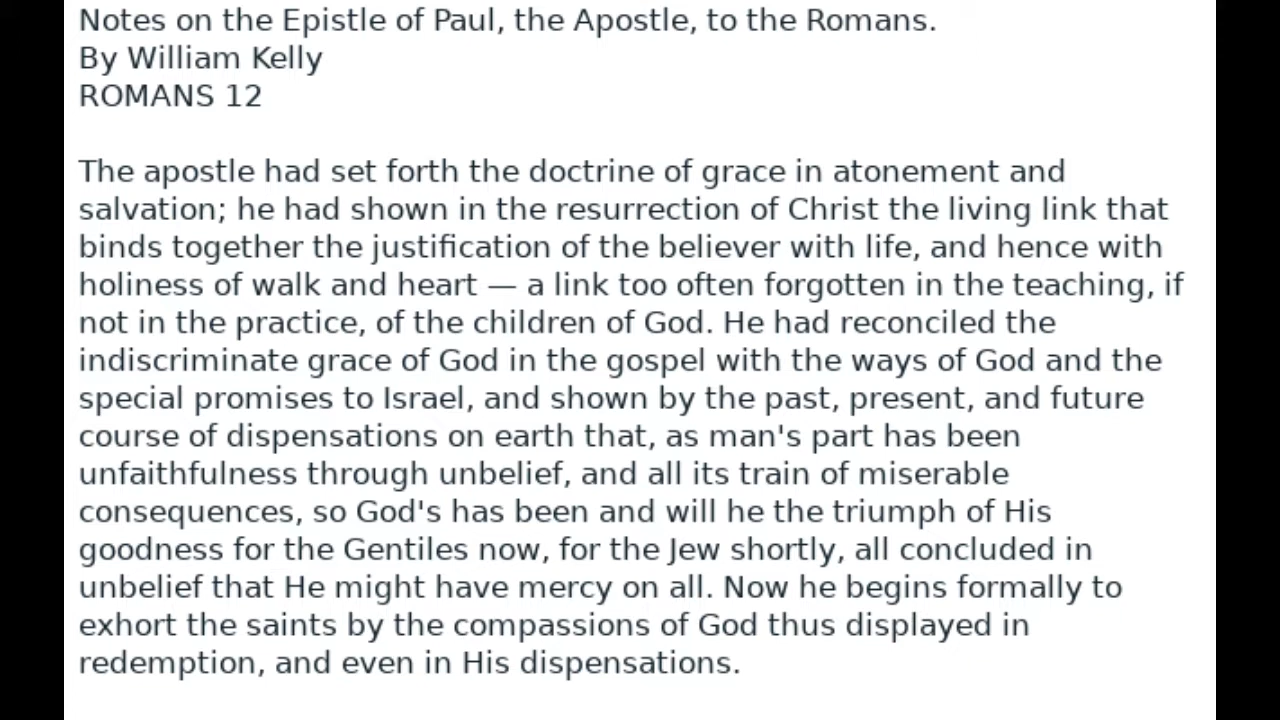 Notes on the Epistle of Paul, the Apostle, to the Romans.
By William Kelly
ROMANS 12
The apostle had set forth the doctrine of grace in atonement and
salvation; he had shown in the resurrection of Christ the living link that
binds together the justification of the believer with life, and hence with
holiness of walk and heart — a link too often forgotten in the teaching, if
not in the practice, of the children of God. He had reconciled the
indiscriminate grace of God in the gospel with the ways of God and the
special promises to Israel, and shown by the past, present, and future
course of dispensations on earth that, as man's part has been
unfaithfulness through unbelief, and all its train of miserable
consequences, so God's has been and will he the triumph of His
goodness for the Gentiles now, for the Jew shortly, all concluded in
unbelief that He might have mercy on all. Now he begins formally to
exhort the saints by the compassions of God thus displayed in
redemption, and even in His dispensations.